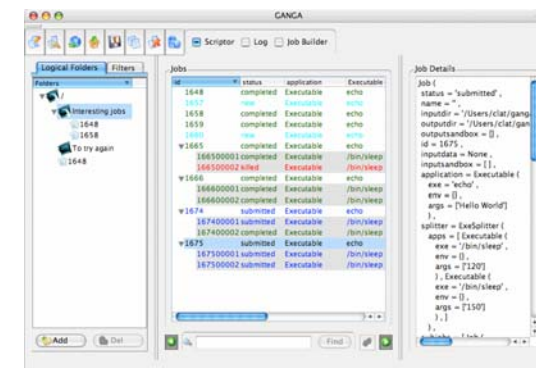 GANGA
Scriptor Log Job Builder
Logical Folders Filters
Folders
/
Interesting jobs
1648
1658
To try again
1648
Jobs
id status application Executable
1648 completed Executable echo
1657 new Executable echo
1658 completed Executable echo
1659 completed Executable echo
new Executable echo
1665 completed Executable echo
166500001 completed Executable /bin/sleep
166500002 killed Executable /bin/sleep
1666 completed Executable echo
166600001 completed Executable /bin/sleep
166600002 completed Executable /bin/sleep
1674 submitted Executable echo
167400001 submitted Executable /bin/sleep
167400002 completed Executable /bin/sleep
1675 submitted Executable echo
167500001 submitted Executable /bin/sleep
167500002 submitted Executable /bin/sleep
Add Del
Find
Job Details
Job (
status = 'submitted' ,
name = '' ,
inputdir = '/Users/clat/gang
outputdir = '/Users/clat/gan
outputsandbox = [] ,
id = 1675 ,
inputdata = None ,
inputsandbox = [ ] ,
application = Executable (
exe = 'echo' ,
env = {} ,
args = ['Hello World']
) ,
splitter = ExeSplitter (
apps = [ Executable (
exe = '/bin/sleep' ,
env = {} ,
args = ['120']
) , Executable (
exe = '/bin/sleep' ,
env = {} ,
args = ['150']
) , ]
) ,